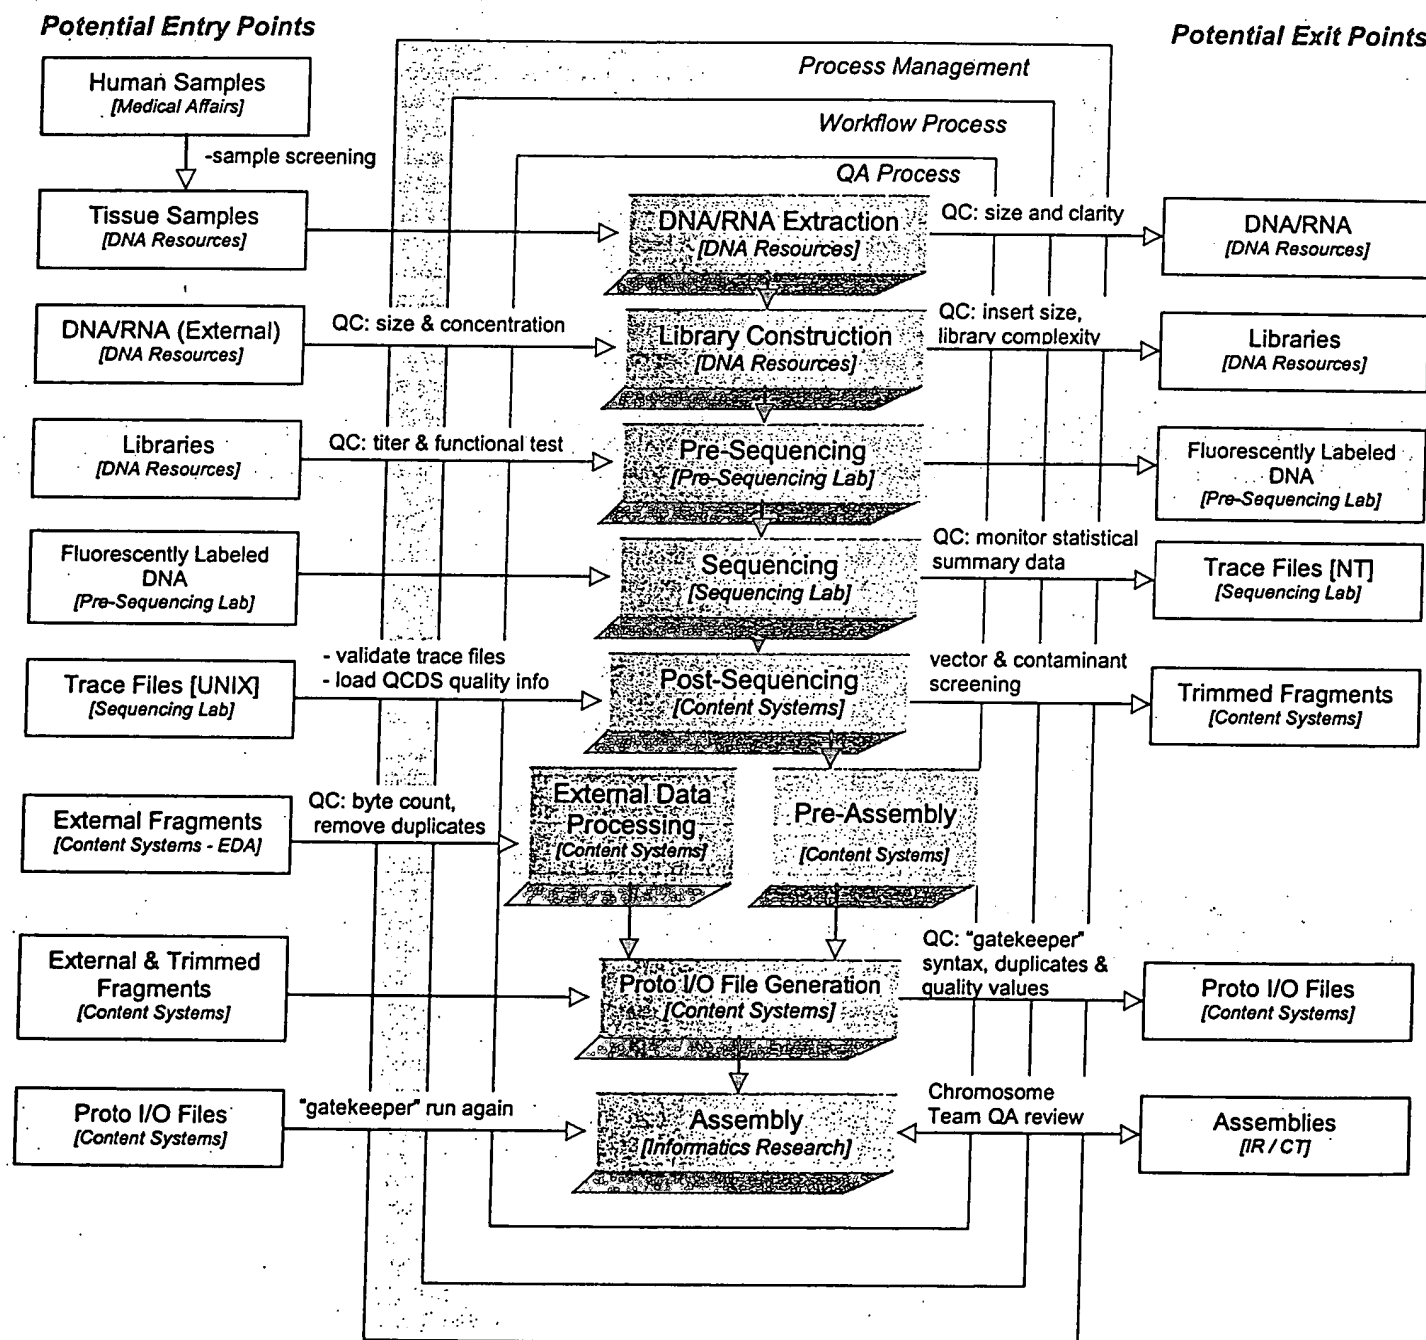 Potential Entry Points
Potential Exit Points
Process Management
Human Samples
[Medical Affairs]
Workflow Process
-sample screening
QA Process
Tissue Samples
[DNA Resources]
DNA/RNA Extraction
[DNA Resources]
QC: size and clarity
DNA/RNA
[DNA Resources]
DNA/RNA (External)
[DNA Resources]
QC: size & concentration
Library Construction
[DNA Resources]
QC: insert size,
library complexity
Libraries
[DNA Resources]
Libraries
[DNA Resources]
QC: titer & functional test
Pre-Sequencing
[Pre-Sequencing Lab]
Fluorescently Labeled
DNA
[Pre-Sequencing Lab]
Fluorescently Labeled
DNA
[Pre-Sequencing Lab]
Sequencing
[Sequencing Lab]
QC: monitor statistical
summary data
Trace Files [NT]
[Sequencing Lab]
Trace Files [UNIX]
[Sequencing Lab]
- validate trace files
- load QCDS quality info
Post-Sequencing
[Content Systems]
vector & contaminant
screening
Trimmed Fragments
[Content Systems]
External Fragments
[Content Systems - EDA]
QC: byte count,
remove duplicates
External Data
Processing
[Content Systems]
Pre-Assembly
[Content Systems]
External & Trimmed
Fragments
[Content Systems]
Proto I/O File Generation
[Content Systems]
QC: "gatekeeper"
syntax, duplicates &
quality values
Proto I/O Files
[Content Systems]
Proto I/O Files
[Content Systems]
"gatekeeper" run again
Assembly
[Informatics Research]
Chromosome
Team QA review
Assemblies
[IR / CT]